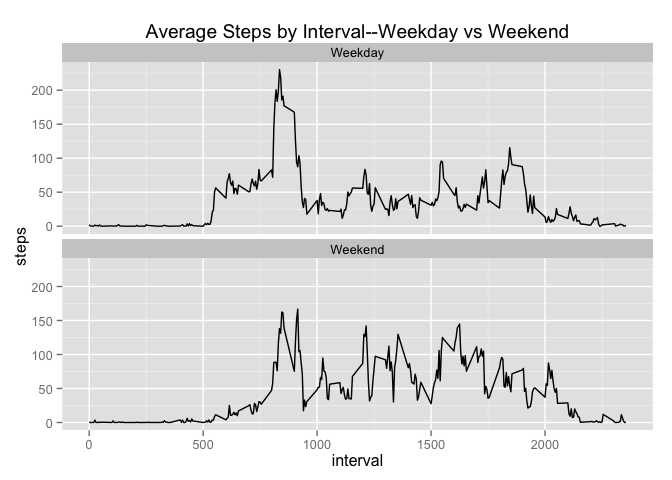 Average Steps by Interval--Weekday vs Weekend
Weekday
200
150
100
50
0
steps
Weekend
200
150
100
50
0
0 500 1000 1500 2000
interval